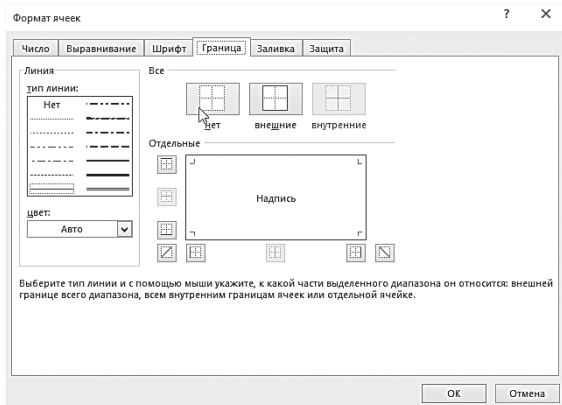 Формат ячеек
Число Выравнивание Шрифт Граница Заливка Защита
Линия
тип линии:
Нет
цвет:
Авто
Все
нет внешние внутренние
Отдельные
Надпись
Выберите тип линии и с помощью мыши укажите, к какой части выделенного диапазона он относится: внешней
границе всего диапазона, всем внутренним границам ячеек или отдельной ячейке.
ОК Отмена